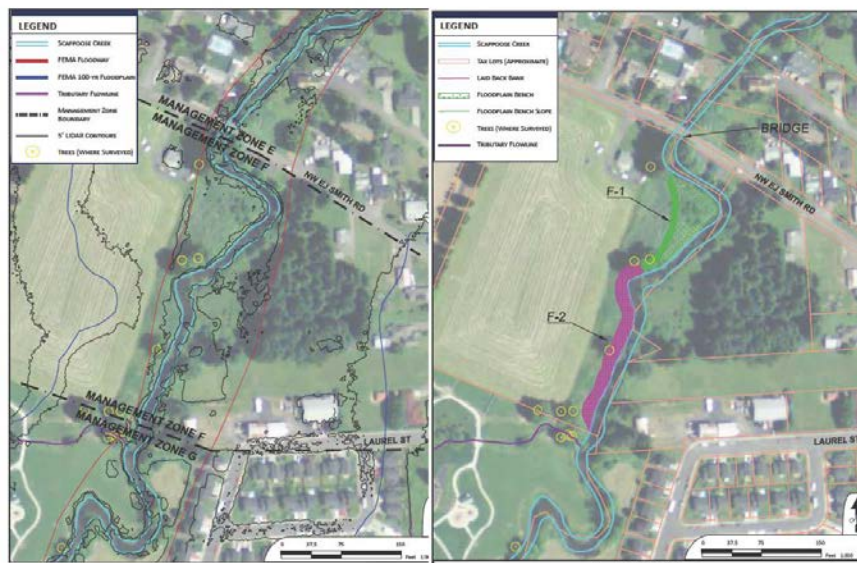 LEGEND
SCAPPOOSE CREEK
FEMA FLOODWAY
FEMA 100-YR FLOODPLAIN
TRIBUTARY FLOWLINE
MANAGEMENT ZONE
BOUNDARY
5' LIDAR CONTOURS
TREES (WHERE SURVEYED)
MANAGEMENT ZONE E
MANAGEMENT ZONE F
NW EJ SMITH RD
MANAGEMENT ZONE F
MANAGEMENT ZONE G
LAUREL ST
0 37.5 75 150
Feet
LEGEND
SCAPPOOSE CREEK
TAX LOTS (APPROXIMATE)
LAID BACK BANK
FLOODPLAIN BENCH
FLOODPLAIN BENCH SLOPE
TREES (WHERE SURVEYED)
TRIBUTARY FLOWLINE
BRIDGE
NW EJ SMITH RD
F-1
F-2
LAUREL ST
0 37.5 75 150
Feet